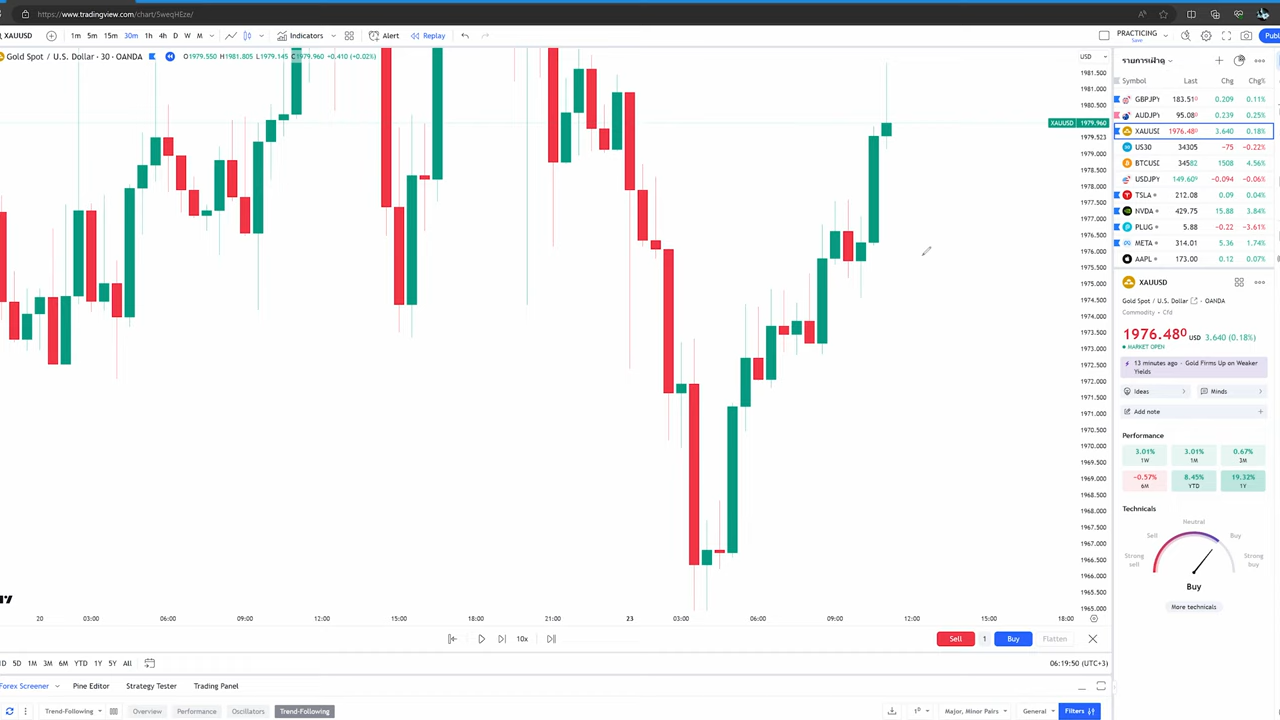 https://www.tradingview.com/chart/5weqHEze/
XAUUSD 1m 5m 15m 30m 1h 4h D W M Indicators Alert Replay PRACTICING Save Publ
Gold Spot / U.S. Dollar · 30 · OANDA O1979.550 H1981.805 L1979.145 C1979.960 +0.410 (+0.02%)
USD
1981.500
1981.000
1980.500
XAUUSD 1979.960
1979.523
1979.000
1978.500
1978.000
1977.500
1977.000
1976.500
1976.000
1975.500
1975.000
1974.500
1974.000
1973.500
1973.000
1972.500
1972.000
1971.500
1971.000
1970.500
1970.000
1969.500
1969.000
1968.500
1968.000
1967.500
1967.000
1966.500
1966.000
1965.500
1965.000
20 03:00 06:00 09:00 12:00 15:00 18:00 21:00 23 03:00 06:00 09:00 12:00 15:00 18:00
10x Sell 1 Buy Flatten
D 5D 1M 3M 6M YTD 1Y 5Y All 06:19:50 (UTC+3)
Forex Screener Pine Editor Strategy Tester Trading Panel
Trend-Following Overview Performance Oscillators Trend-Following 1D Major, Minor Pairs General Filters
รายการเฝ้าดู
Symbol Last Chg Chg%
GBPJPY 183.510 0.209 0.11%
AUDJPY 95.080 0.239 0.25%
XAUUSD 1976.480 3.640 0.18%
US30 34305 −75 −0.22%
BTCUSD 34582 1508 4.56%
USDJPY 149.609 −0.094 −0.06%
TSLA 212.08 0.09 0.04%
NVDA 429.75 15.88 3.84%
PLUG 5.88 −0.22 −3.61%
META 314.01 5.36 1.74%
AAPL 173.00 0.12 0.07%
XAUUSD
Gold Spot / U.S. Dollar · OANDA
Commodity • Cfd
1976.480 USD 3.640 (0.18%)
MARKET OPEN
13 minutes ago · Gold Firms Up on Weaker
Yields
Ideas Minds
Add note
Performance
3.01% 3.01% 0.67%
1W 1M 3M
−0.57% 8.45% 19.32%
6M YTD 1Y
Technicals
Neutral
Sell Buy
Strong sell Strong buy
Buy
More technicals